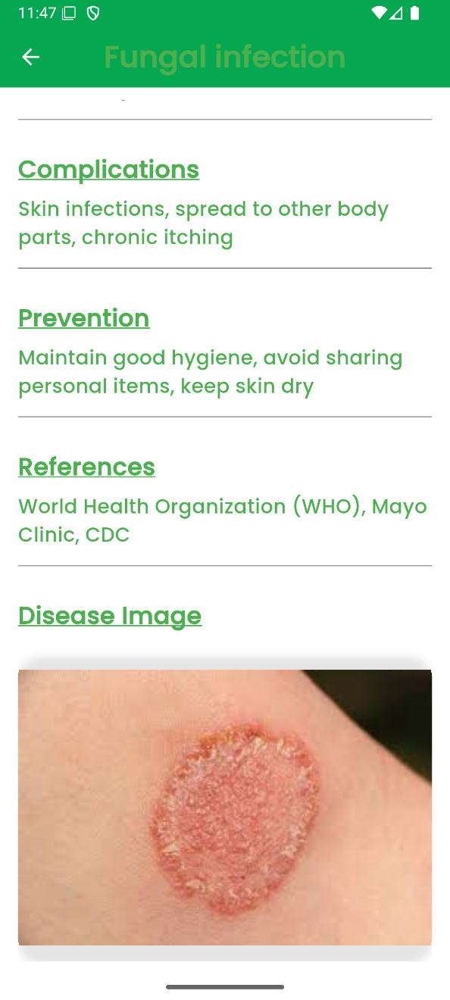 11:47
Fungal infection
Complications
Skin infections, spread to other body
parts, chronic itching
Prevention
Maintain good hygiene, avoid sharing
personal items, keep skin dry
References
World Health Organization (WHO), Mayo
Clinic, CDC
Disease Image